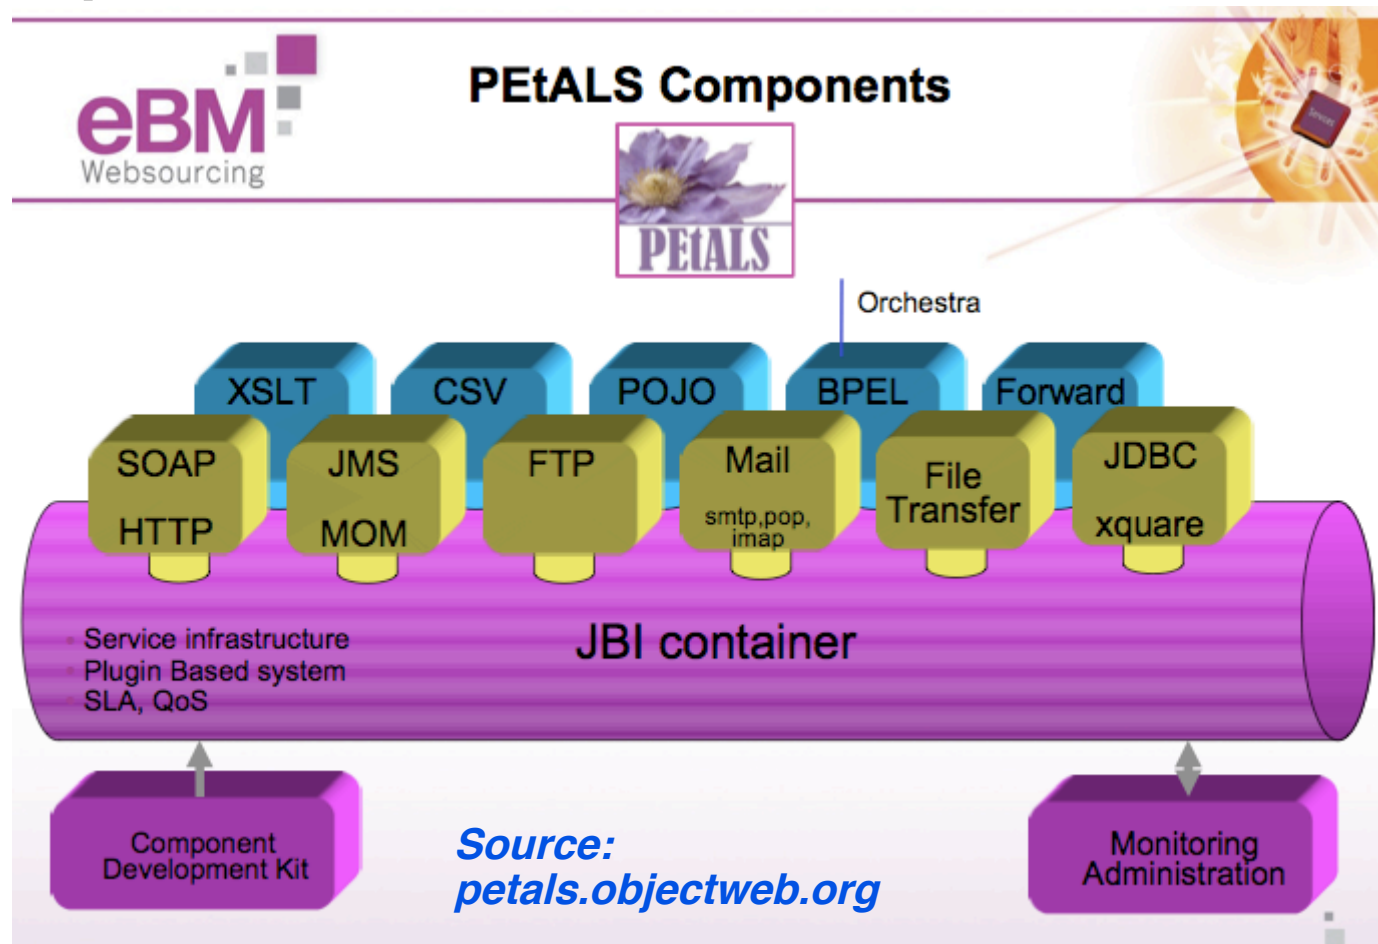 PEtALS Components
eBM
Websourcing
Services
PEtALS
Orchestra
XSLT
CSV
POJO
BPEL
Forward
SOAP
HTTP
JMS
MOM
FTP
Mail
smtp,pop,
imap
File
Transfer
JDBC
xquare
Service infrastructure
Plugin Based system
SLA, QoS
JBI container
Component
Development Kit
Source:
petals.objectweb.org
Monitoring
Administration